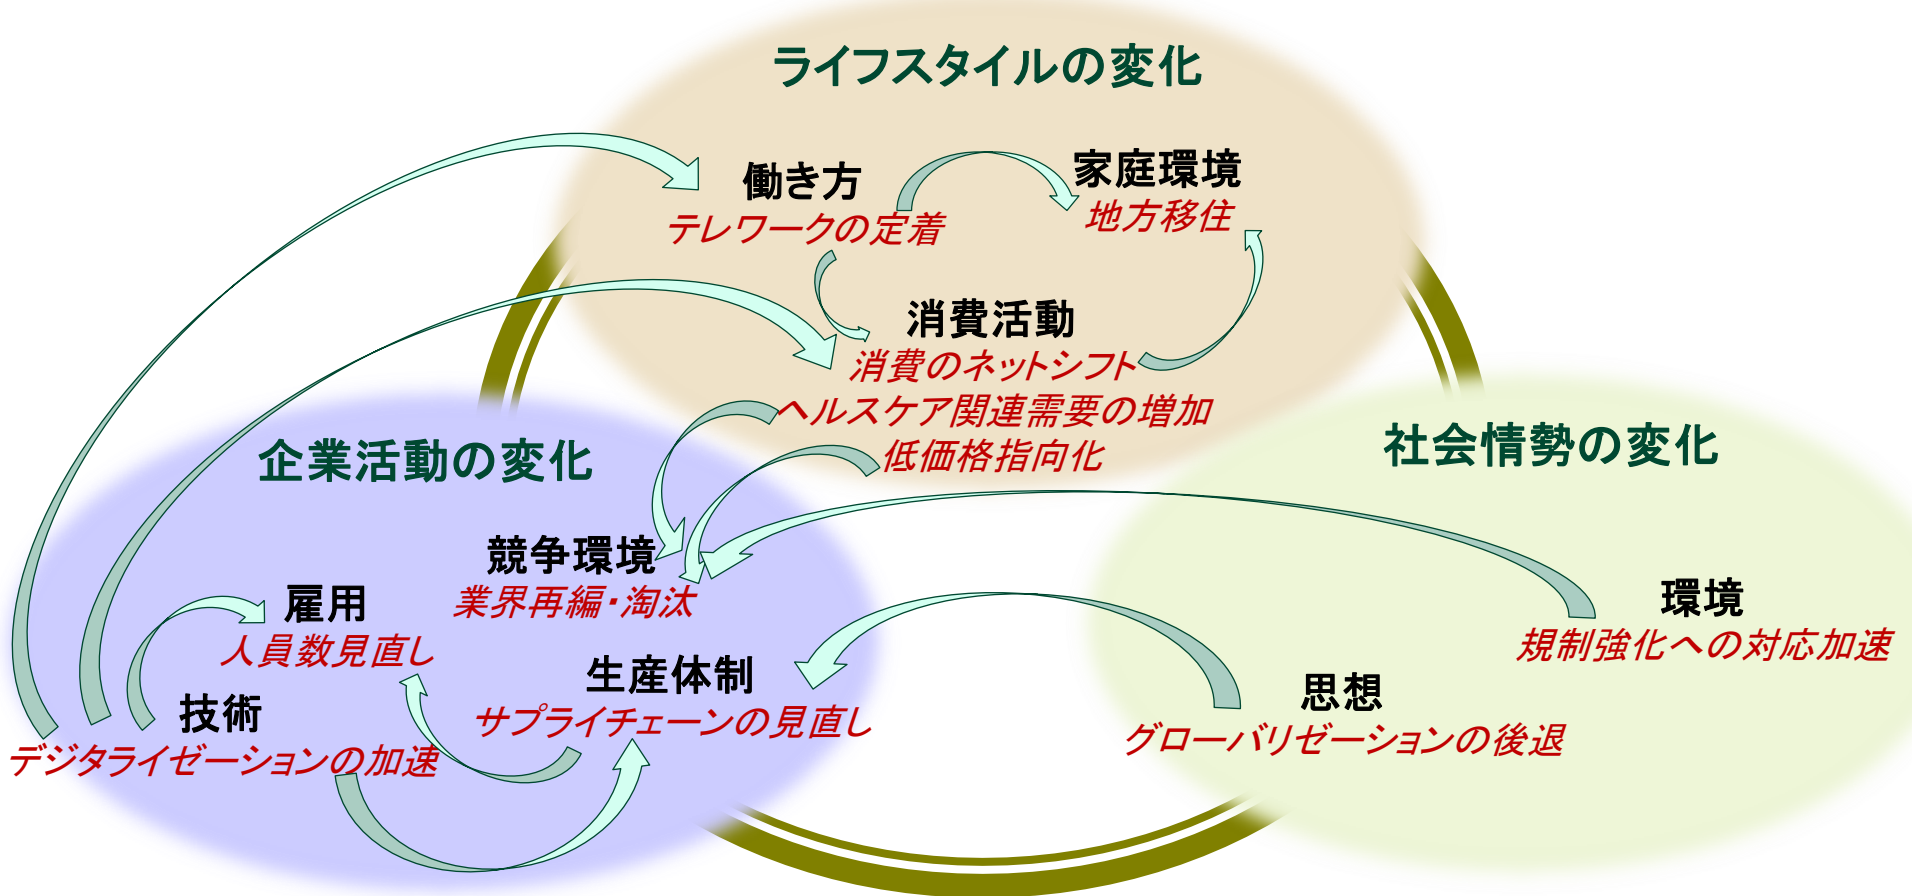 ライフスタイルの変化
働き方
テレワークの定着
家庭環境
地方移住
消費活動
消費のネットシフト
ヘルスケア関連需要の増加
低価格指向化
企業活動の変化
競争環境
業界再編・淘汰
雇用
人員数見直し
生産体制
サプライチェーンの見直し
技術
デジタライゼーションの加速
社会情勢の変化
環境
規制強化への対応加速
思想
グローバリゼーションの後退